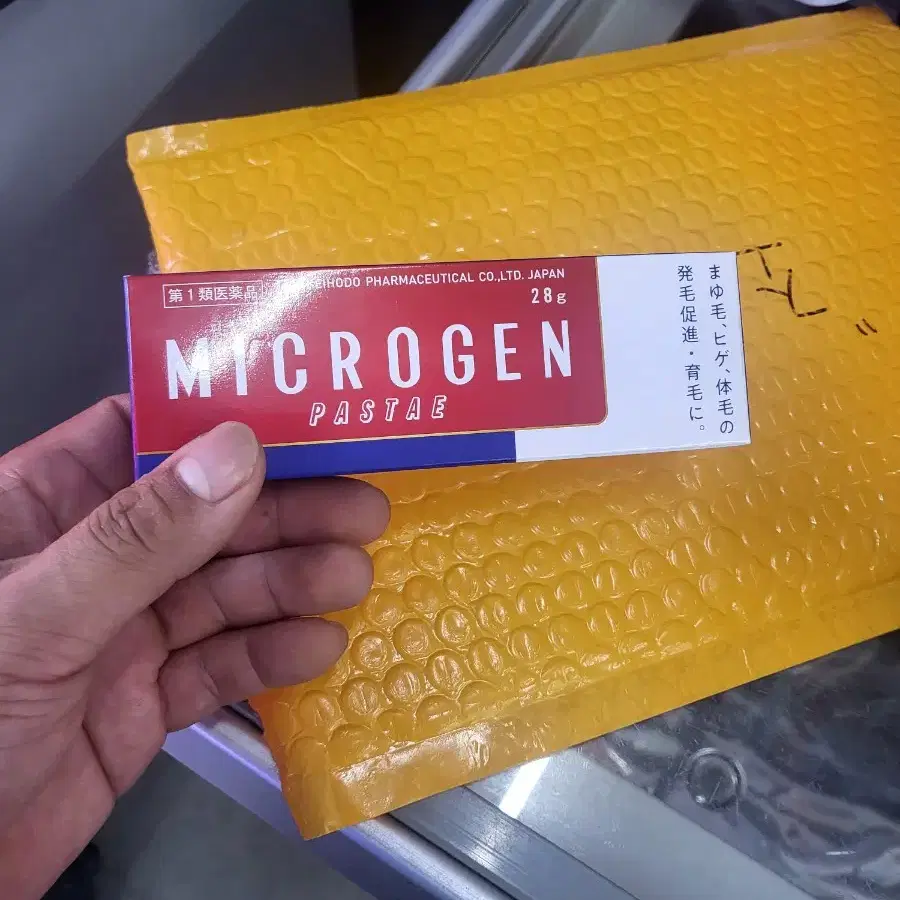 第1類医薬品
KEIHODO PHARMACEUTICAL CO.,LTD. JAPAN
28g
MICROGEN
PASTAE
まゆ毛、ヒゲ、体毛の
発毛促進・育毛に。